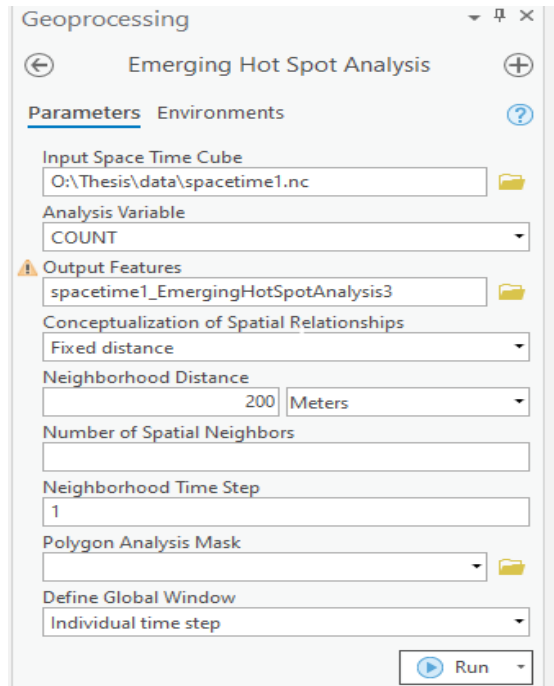 Geoprocessing
Emerging Hot Spot Analysis
Parameters Environments
Input Space Time Cube
O:\Thesis\data\spacetime1.nc
Analysis Variable
COUNT
Output Features
spacetime1_EmergingHotSpotAnalysis3
Conceptualization of Spatial Relationships
Fixed distance
Neighborhood Distance
200 Meters
Number of Spatial Neighbors
Neighborhood Time Step
1
Polygon Analysis Mask
Define Global Window
Individual time step
Run